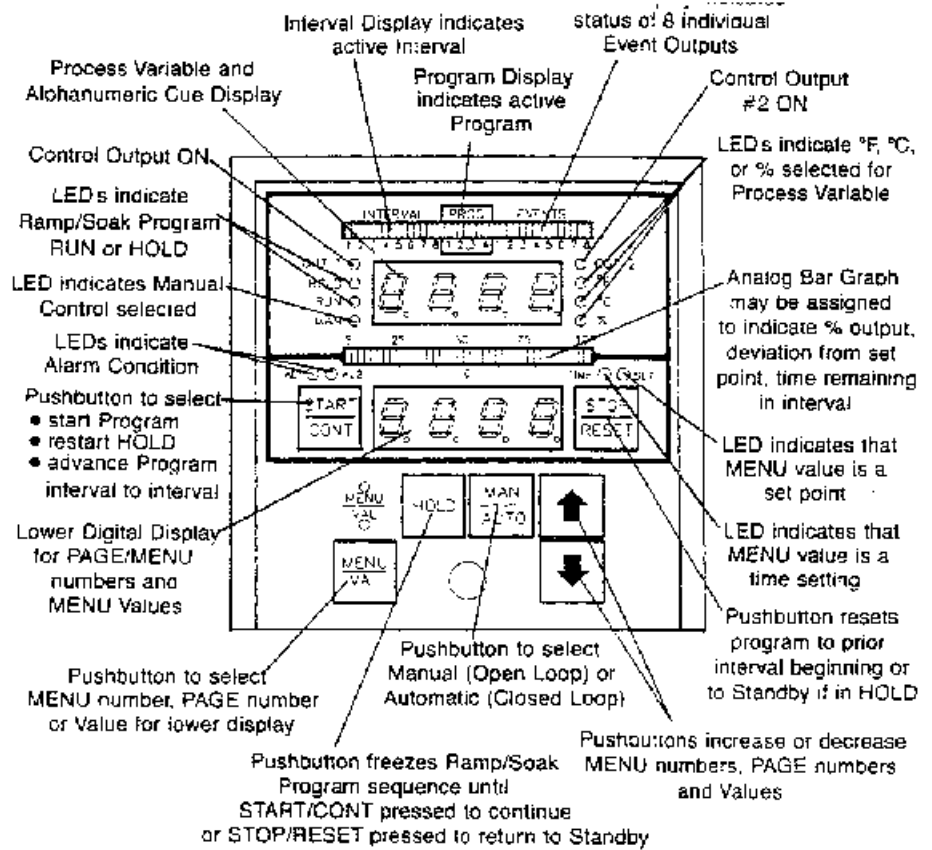 Interval Display indicates
active Interval
status of 8 individual
Event Outputs
Process Variable and
Alphanumeric Cue Display
Program Display
indicates active
Program
Control Output
#2 ON
Control Output ON
LEDs indicate °F, °C,
or % selected for
Process Variable
LEDs indicate
Ramp/Soak Program
RUN or HOLD
LED indicates Manual
Control selected
LEDs indicate
Alarm Condition
Analog Bar Graph
may be assigned
to indicate % output,
deviation from set
point, time remaining
in interval
Pushbutton to select
• start Program
• restart HOLD
• advance Program
interval to interval
LED indicates that
MENU value is a
set point
Lower Digital Display
for PAGE/MENU
numbers and
MENU Values
LED indicates that
MENU value is a
time setting
Pushbutton resets
program to prior
interval beginning or
to Standby if in HOLD
INTERVAL PROG EVENTS
RUN
START
CONT
STOP
RESET
MENU
VAL
HOLD
MAN
AUTO
MENU
Pushbutton to select
MENU number, PAGE number
or Value for lower display
Pushbutton to select
Manual (Open Loop) or
Automatic (Closed Loop)
Pushbutton freezes Ramp/Soak
Program sequence until
START/CONT pressed to continue
or STOP/RESET pressed to return to Standby
Pushbuttons increase or decrease
MENU numbers, PAGE numbers
and Values